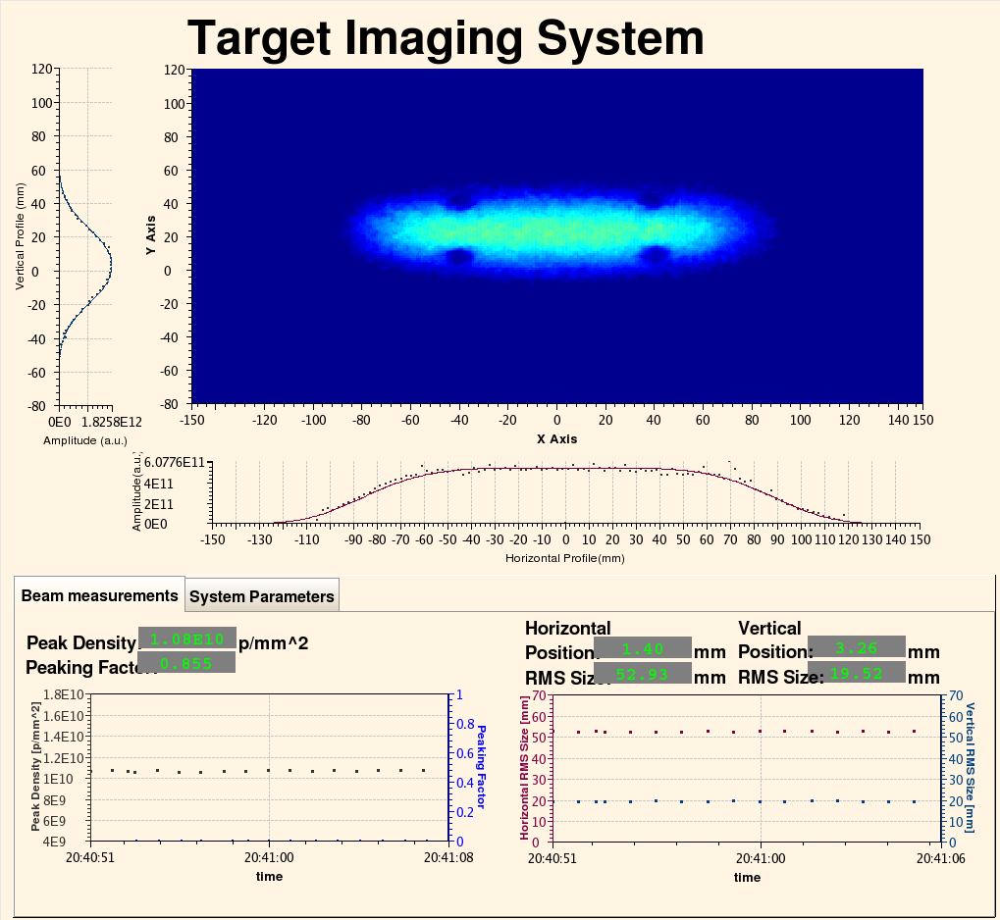 Target Imaging System
120
100
80
60
40
20
0
-20
-40
-60
-80
Vertical Profile (mm)
0E0 1.8258E12
Amplitude (a.u.)
120
100
80
60
40
20
0
-20
-40
-60
-80
Y Axis
-150 -120 -100 -80 -60 -40 -20 0 20 40 60 80 100 120 140 150
X Axis
6.0776E11
4E11
2E11
0E0
Amplitude(a.u.
-150 -130 -110 -90 -80 -70 -60 -50 -40 -30 -20 -10 0 10 20 30 40 50 60 70 80 90 100 110 120 130 150
Horizontal Profile(mm)
Beam measurements System Parameters
Peak Density: 1.08E10 p/mm^2
Peaking Factor: 0.855
Horizontal Vertical
Position: 1.40 mm Position: 3.26 mm
RMS Size: 52.93 mm RMS Size: 19.52 mm
1.8E10
1.6E10
1.4E10
1.2E10
1E10
8E9
6E9
4E9
Peak Density [p/mm^2]
1
0.8
0.6
0.4
0.2
0
Peaking Factor
20:40:51 20:41:00 20:41:08
time
70
60
50
40
30
20
10
0
Horizontal RMS Size [mm]
70
60
50
40
30
20
10
0
Vertical RMS Size [mm]
20:40:51 20:41:00 20:41:06
time